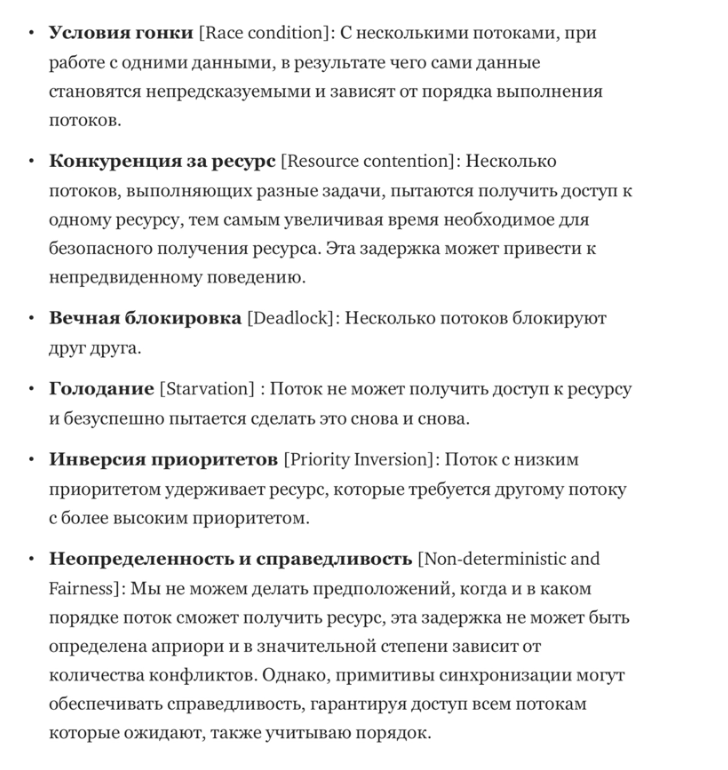 • Условия гонки [Race condition]: С несколькими потоками, при
работе с одними данными, в результате чего сами данные
становятся непредсказуемыми и зависят от порядка выполнения
потоков.
• Конкуренция за ресурс [Resource contention]: Несколько
потоков, выполняющих разные задачи, пытаются получить доступ к
одному ресурсу, тем самым увеличивая время необходимое для
безопасного получения ресурса. Эта задержка может привести к
непредвиденному поведению.
• Вечная блокировка [Deadlock]: Несколько потоков блокируют
друг друга.
• Голодание [Starvation] : Поток не может получить доступ к ресурсу
и безуспешно пытается сделать это снова и снова.
• Инверсия приоритетов [Priority Inversion]: Поток с низким
приоритетом удерживает ресурс, которые требуется другому потоку
с более высоким приоритетом.
• Неопределенность и справедливость [Non-deterministic and
Fairness]: Мы не можем делать предположений, когда и в каком
порядке поток сможет получить ресурс, эта задержка не может быть
определена априори и в значительной степени зависит от
количества конфликтов. Однако, примитивы синхронизации могут
обеспечивать справедливость, гарантируя доступ всем потокам
которые ожидают, также учитываю порядок.